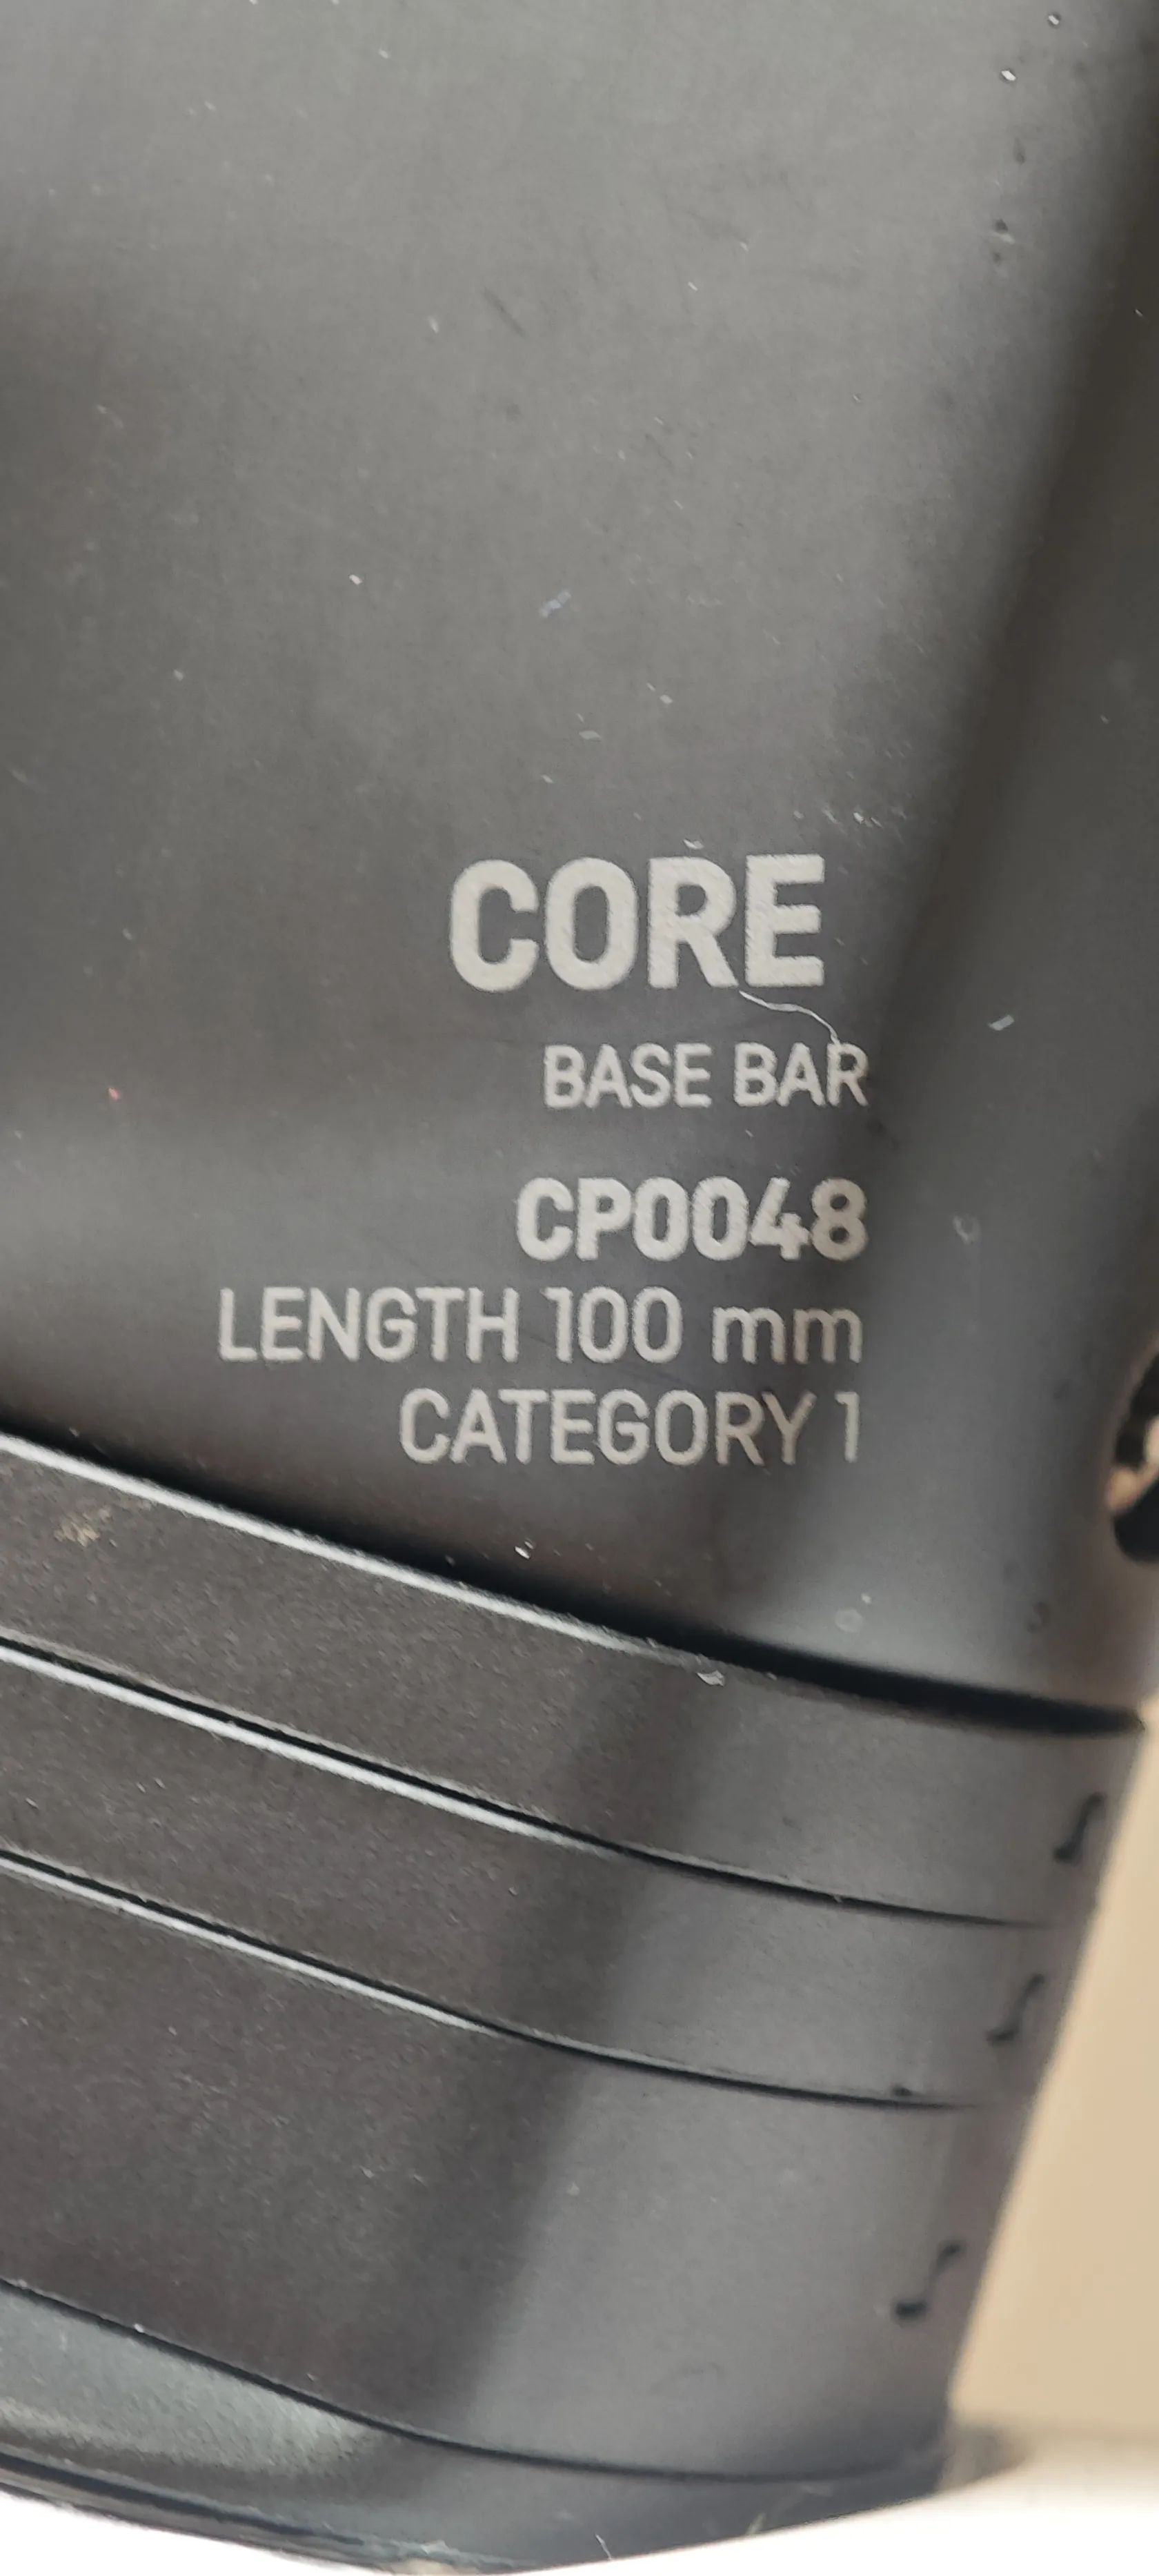 CORE
BASE BAR
CP0048
LENGTH 100 mm
CATEGORY 1